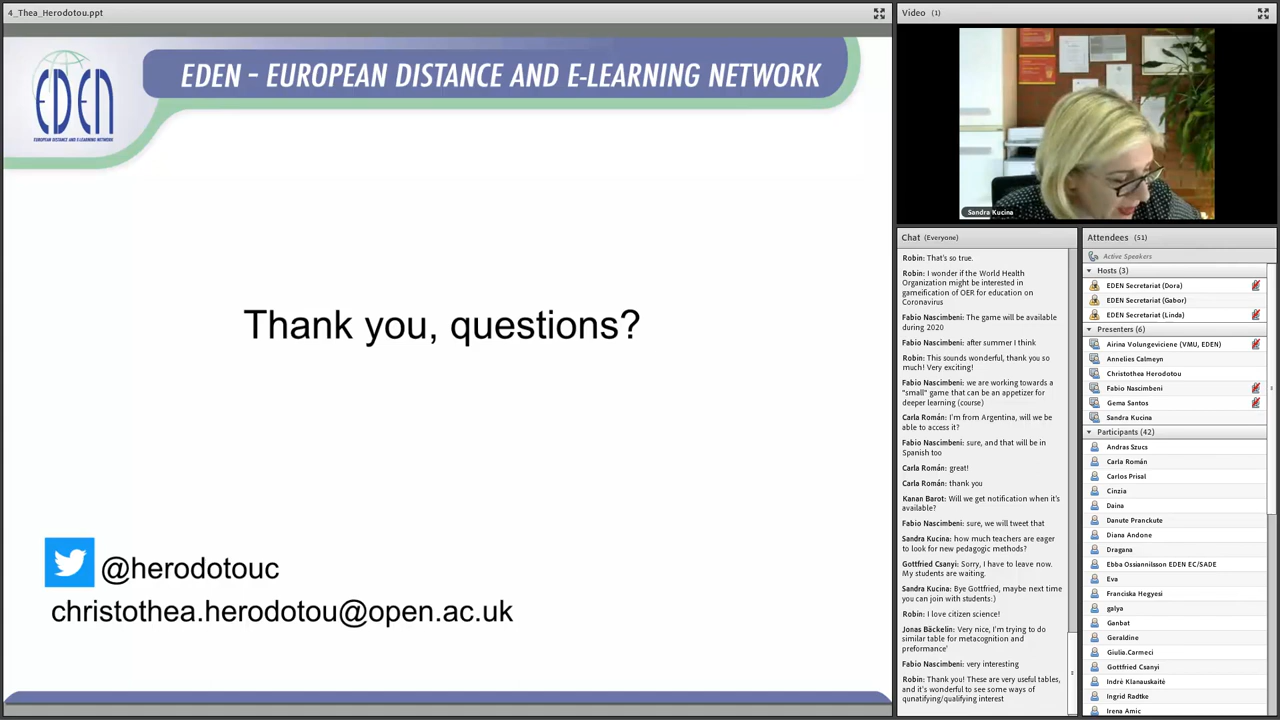 4_Thea_Herodotou.ppt
EDEN
EUROPEAN DISTANCE AND E-LEARNING NETWORK
EDEN - EUROPEAN DISTANCE AND E-LEARNING NETWORK
Thank you, questions?
@herodotouc
christothea.herodotou@open.ac.uk
Video (1)
Sandra Kucina
Chat (Everyone)
Robin: That's so true.
Robin: I wonder if the World Health
Organization might be interested in
gameification of OER for education on
Coronavirus
Fabio Nascimbeni: The game will be available
during 2020
Fabio Nascimbeni: after summer I think
Robin: This sounds wonderful, thank you so
much! Very exciting!
Fabio Nascimbeni: we are working towards a
"small" game that can be an appetizer for
deeper learning (course)
Carla Román: I'm from Argentina, will we be
able to access it?
Fabio Nascimbeni: sure, and that will be in
Spanish too
Carla Román: great!
Carla Román: thank you
Kanan Barot: Will we get notification when it's
available?
Fabio Nascimbeni: sure, we will tweet that
Sandra Kucina: how much teachers are eager
to look for new pedagogic methods?
Gottfried Csanyi: Sorry, I have to leave now.
My students are waiting.
Sandra Kucina: Bye Gottfried, maybe next time
you can join with students:)
Robin: I love citizen science!
Jonas Bäckelin: Very nice, I'm trying to do
similar table for metacognition and
preformance'
Fabio Nascimbeni: very interesting
Robin: Thank you! These are very useful tables,
and it's wonderful to see some ways of
qunatifying/qualifying interest
Attendees (51)
Active Speakers
Hosts (3)
EDEN Secretariat (Dora)
EDEN Secretariat (Gabor)
EDEN Secretariat (Linda)
Presenters (6)
Airina Volungeviciene (VMU, EDEN)
Annelies Calmeyn
Christothea Herodotou
Fabio Nascimbeni
Gema Santos
Sandra Kucina
Participants (42)
Andras Szucs
Carla Román
Carlos Prisal
Cinzia
Daina
Danute Pranckute
Diana Andone
Dragana
Ebba Ossiannilsson EDEN EC/SADE
Eva
Franciska Hegyesi
galya
Ganbat
Geraldine
Giulia.Carmeci
Gottfried Csanyi
Indrė Klanauskaitė
Ingrid Radtke
Irena Amic